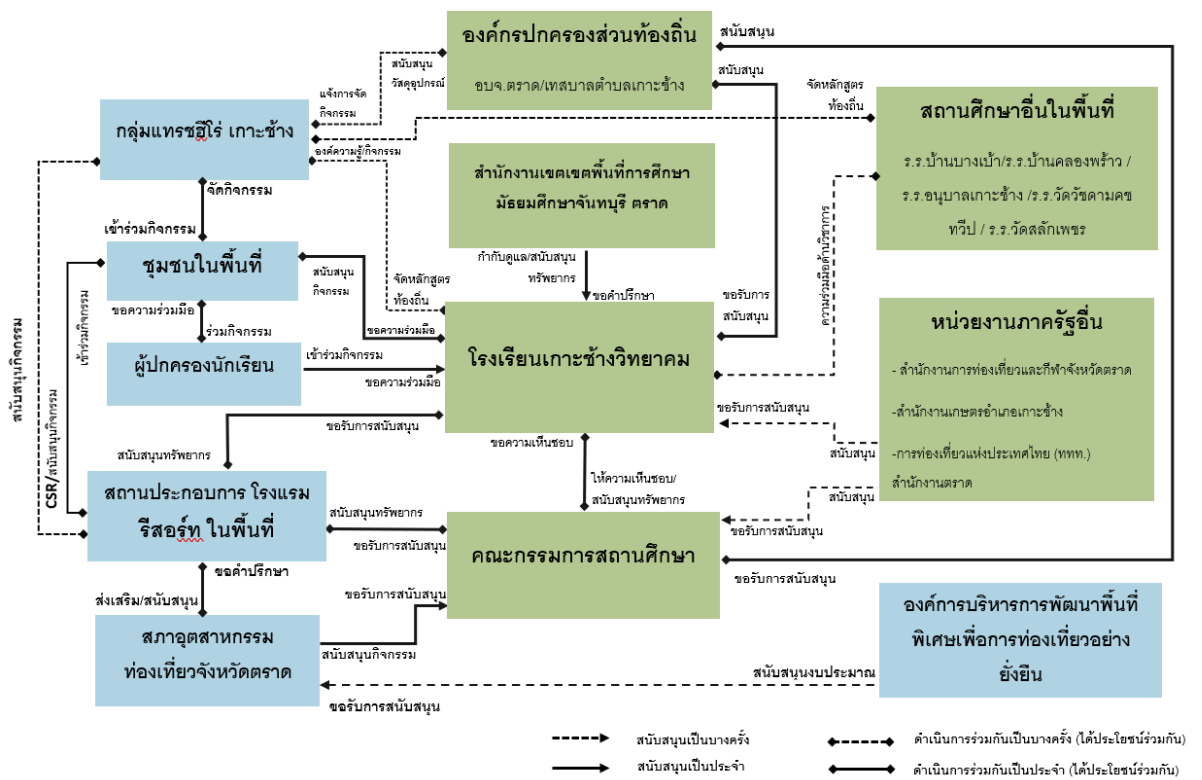 องค์กรปกครองส่วนท้องถิ่น
อบจ.ตราด/เทสบาลตำบลเกาะช้าง
สนับสนุน
สนับสนุน
สนับสนุน
วัสดุอุปกรณ์
แจ้งการจัด
กิจกรรม
กลุ่มแทรชฮีโร่ เกาะช้าง
องค์ความรู้/กิจกรรม
จัดหลักสูตร
ท้องถิ่น
สถานศึกษาอื่นในพื้นที่
ร.ร.บ้านบางเบ้า/ร.ร.บ้านคลองพร้าว /
ร.ร.อนุบาลเกาะช้าง /ร.ร.วัดวัชคามคช
ทวีป / ร.ร.วัดสลักเพชร
สำนักงานเขตเขตพื้นที่การศึกษา
มัธยมศึกษาจันทบุรี ตราด
กำกับดูแล/สนับสนุน
ทรัพยากร
ขอคำปรึกษา
จัดกิจกรรม
เข้าร่วมกิจกรรม
ชุมชนในพื้นที่
ขอความร่วมมือ
สนับสนุน
กิจกรรม
จัดหลักสูตร
ท้องถิ่น
ขอความร่วมมือ
ร่วมกิจกรรม
ผู้ปกครองนักเรียน
เข้าร่วมกิจกรรม
ขอความร่วมมือ
โรงเรียนเกาะช้างวิทยาคม
ขอรับการ
สนับสนุน
ความร่วมมือด้านวิชาการ
หน่วยงานภาครัฐอื่น
- สำนักงานการท่องเที่ยวและกีฬาจังหวัดตราด
-สำนักงานเกษตรอำเภอเกาะช้าง
-การท่องเที่ยวแห่งประเทศไทย (ททท.)
สำนักงานตราด
ขอรับการสนับสนุน
สนับสนุน
สนับสนุน
ขอรับการสนับสนุน
สนับสนุนกิจกรรม
เข้าร่วมกิจกรรม
CSR/สนับสนุนกิจกรรม
ขอรับการสนับสนุน
สนับสนุนทรัพยากร
ขอความเห็นชอบ
ให้ความเห็นชอบ/
สนับสนุนทรัพยากร
สถานประกอบการ โรงแรม
รีสอร์ท ในพื้นที่
สนับสนุนทรัพยากร
ขอรับการสนับสนุน
คณะกรรมการสถานศึกษา
ขอรับการสนับสนุน
ขอคำปรึกษา
ส่งเสริม/สนับสนุน
ขอรับการสนับสนุน
สภาอุตสาหกรรม
ท่องเที่ยวจังหวัดตราด
สนับสนุนกิจกรรม
องค์การบริหารการพัฒนาพื้นที่
พิเศษเพื่อการท่องเที่ยวอย่าง
ยั่งยืน
สนับสนุนงบประมาณ
ขอรับการสนับสนุน
สนับสนุนเป็นบางครั้ง
ดำเนินการร่วมกันเป็นบางครั้ง (ได้ประโยชน์ร่วมกัน)
สนับสนุนเป็นประจำ
ดำเนินการร่วมกันเป็นประจำ (ได้ประโยชน์ร่วมกัน)